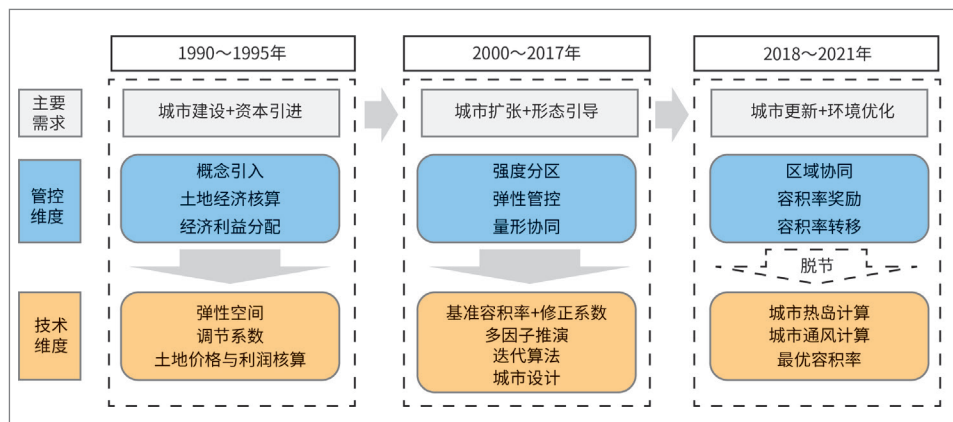 1990～1995年
2000～2017年
2018～2021年
主要
需求
城市建设+资本引进
城市扩张+形态引导
城市更新+环境优化
管控
维度
概念引入
土地经济核算
经济利益分配
强度分区
弹性管控
量形协同
区域协同
容积率奖励
容积率转移
脱节
技术
维度
弹性空间
调节系数
土地价格与利润核算
基准容积率+修正系数
多因子推演
迭代算法
城市设计
城市热岛计算
城市通风计算
最优容积率